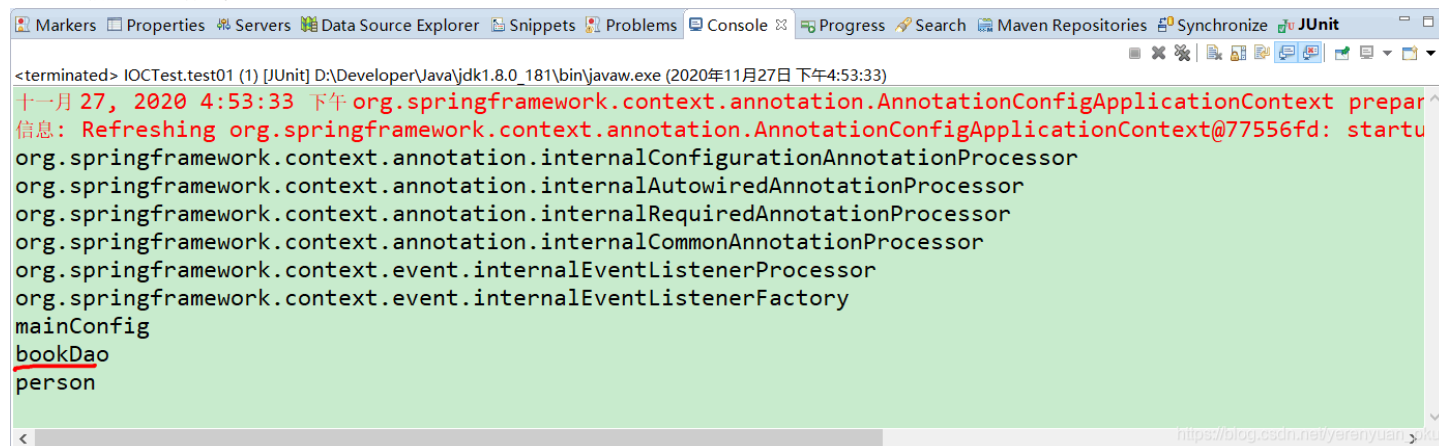 Markers Properties Servers Data Source Explorer Snippets Problems Console Progress Search Maven Repositories Synchronize JUnit
<terminated> IOCTest.test01 (1) [JUnit] D:\Developer\Java\jdk1.8.0_181\bin\javaw.exe (2020年11月27日 下午4:53:33)
十一月 27, 2020 4:53:33 下午 org.springframework.context.annotation.AnnotationConfigApplicationContext prepar
信息: Refreshing org.springframework.context.annotation.AnnotationConfigApplicationContext@77556fd: startu
org.springframework.context.annotation.internalConfigurationAnnotationProcessor
org.springframework.context.annotation.internalAutowiredAnnotationProcessor
org.springframework.context.annotation.internalRequiredAnnotationProcessor
org.springframework.context.annotation.internalCommonAnnotationProcessor
org.springframework.context.event.internalEventListenerProcessor
org.springframework.context.event.internalEventListenerFactory
mainConfig
bookDao
person
https://blog.csdn.net/yerenyuan_pku